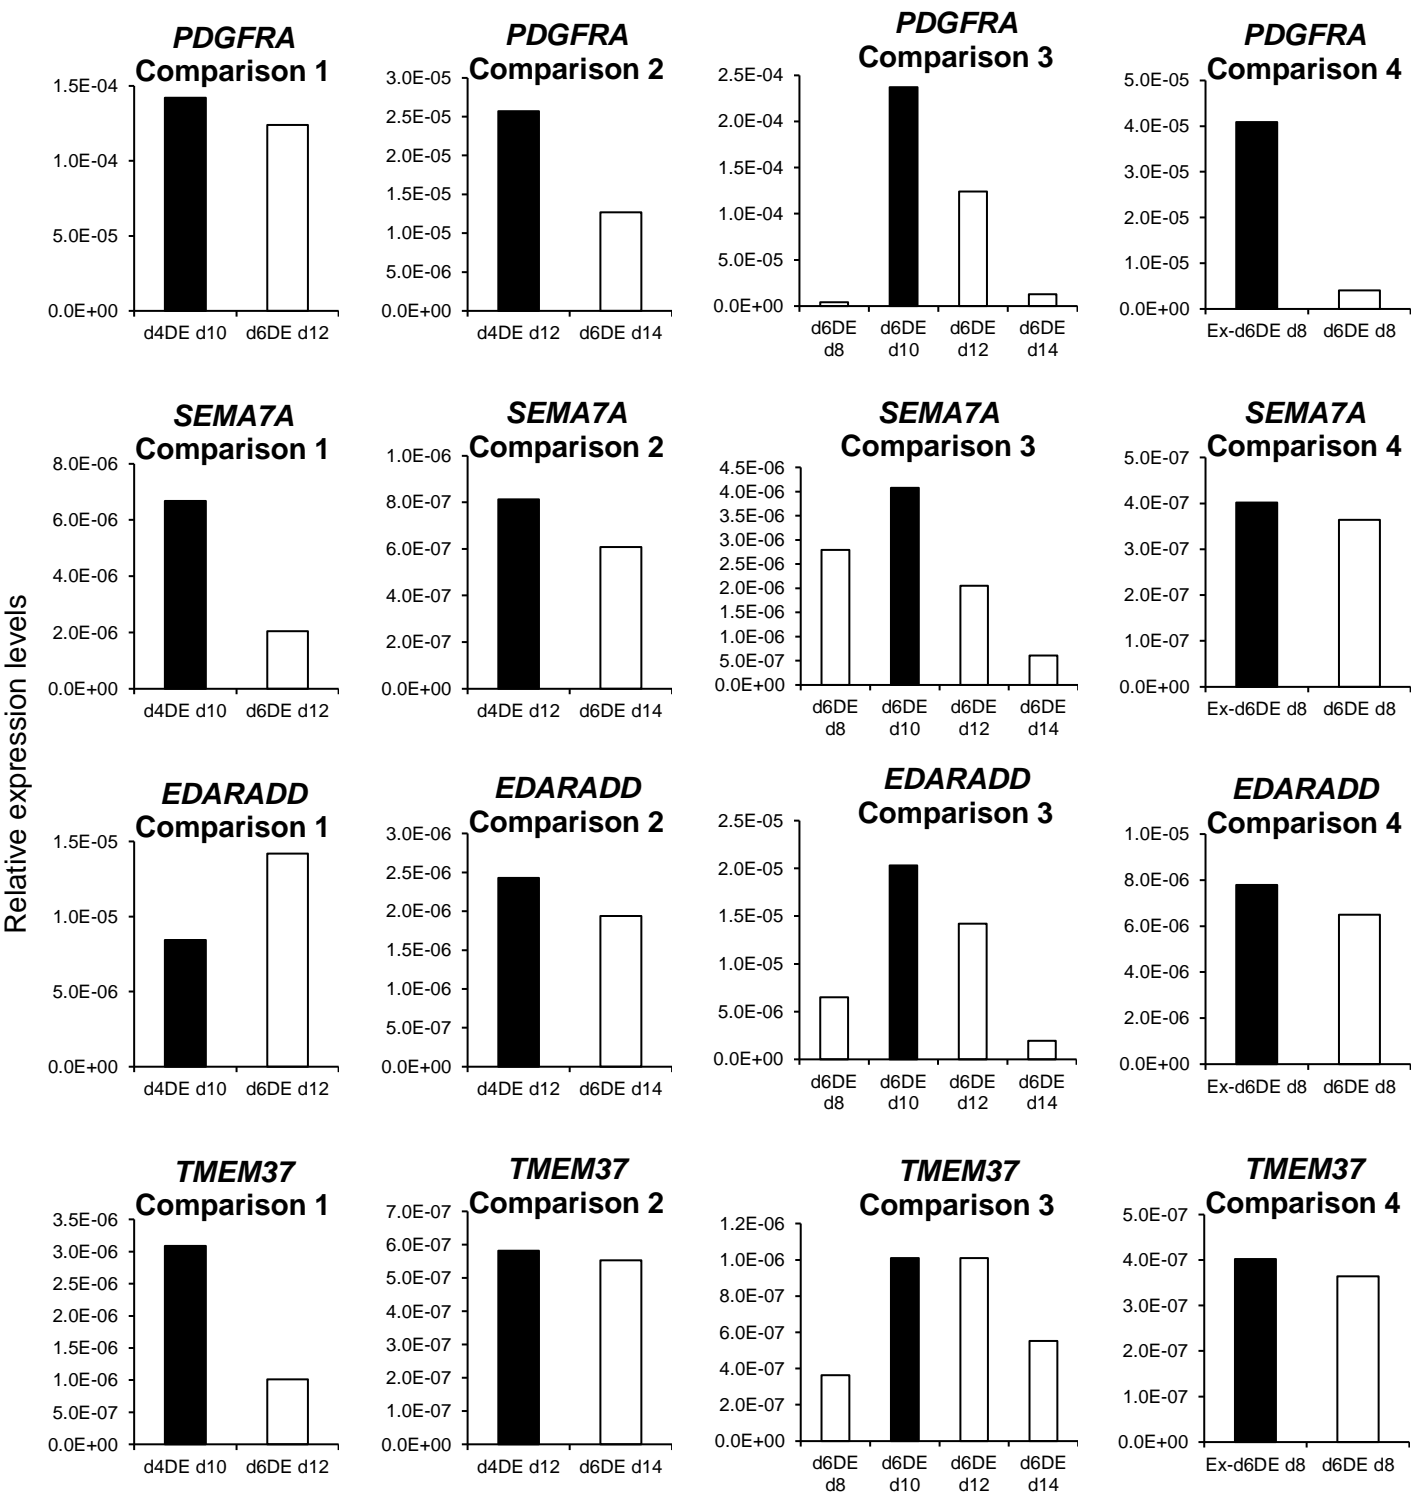 Relative expression levels
PDGFRA
Comparison 1
1.5E-04
1.0E-04
5.0E-05
0.0E+00
d4DE d10 d6DE d12
PDGFRA
Comparison 2
3.0E-05
2.5E-05
2.0E-05
1.5E-05
1.0E-05
5.0E-06
0.0E+00
d4DE d12 d6DE d14
PDGFRA
Comparison 3
2.5E-04
2.0E-04
1.5E-04
1.0E-04
5.0E-05
0.0E+00
d6DE d6DE d6DE d6DE
d8 d10 d12 d14
PDGFRA
Comparison 4
5.0E-05
4.0E-05
3.0E-05
2.0E-05
1.0E-05
0.0E+00
Ex-d6DE d8 d6DE d8
SEMA7A
Comparison 1
8.0E-06
6.0E-06
4.0E-06
2.0E-06
0.0E+00
d4DE d10 d6DE d12
SEMA7A
Comparison 2
1.0E-06
8.0E-07
6.0E-07
4.0E-07
2.0E-07
0.0E+00
d4DE d12 d6DE d14
SEMA7A
Comparison 3
4.5E-06
4.0E-06
3.5E-06
3.0E-06
2.5E-06
2.0E-06
1.5E-06
1.0E-06
5.0E-07
0.0E+00
d6DE d6DE d6DE d6DE
d8 d10 d12 d14
SEMA7A
Comparison 4
5.0E-07
4.0E-07
3.0E-07
2.0E-07
1.0E-07
0.0E+00
Ex-d6DE d8 d6DE d8
EDARADD
Comparison 1
1.5E-05
1.0E-05
5.0E-06
0.0E+00
d4DE d10 d6DE d12
EDARADD
Comparison 2
3.0E-06
2.5E-06
2.0E-06
1.5E-06
1.0E-06
5.0E-07
0.0E+00
d4DE d12 d6DE d14
EDARADD
Comparison 3
2.5E-05
2.0E-05
1.5E-05
1.0E-05
5.0E-06
0.0E+00
d6DE d6DE d6DE d6DE
d8 d10 d12 d14
EDARADD
Comparison 4
1.0E-05
8.0E-06
6.0E-06
4.0E-06
2.0E-06
0.0E+00
Ex-d6DE d8 d6DE d8
TMEM37
Comparison 1
3.5E-06
3.0E-06
2.5E-06
2.0E-06
1.5E-06
1.0E-06
5.0E-07
0.0E+00
d4DE d10 d6DE d12
TMEM37
Comparison 2
7.0E-07
6.0E-07
5.0E-07
4.0E-07
3.0E-07
2.0E-07
1.0E-07
0.0E+00
d4DE d12 d6DE d14
TMEM37
Comparison 3
1.2E-06
1.0E-06
8.0E-07
6.0E-07
4.0E-07
2.0E-07
0.0E+00
d6DE d6DE d6DE d6DE
d8 d10 d12 d14
TMEM37
Comparison 4
5.0E-07
4.0E-07
3.0E-07
2.0E-07
1.0E-07
0.0E+00
Ex-d6DE d8 d6DE d8